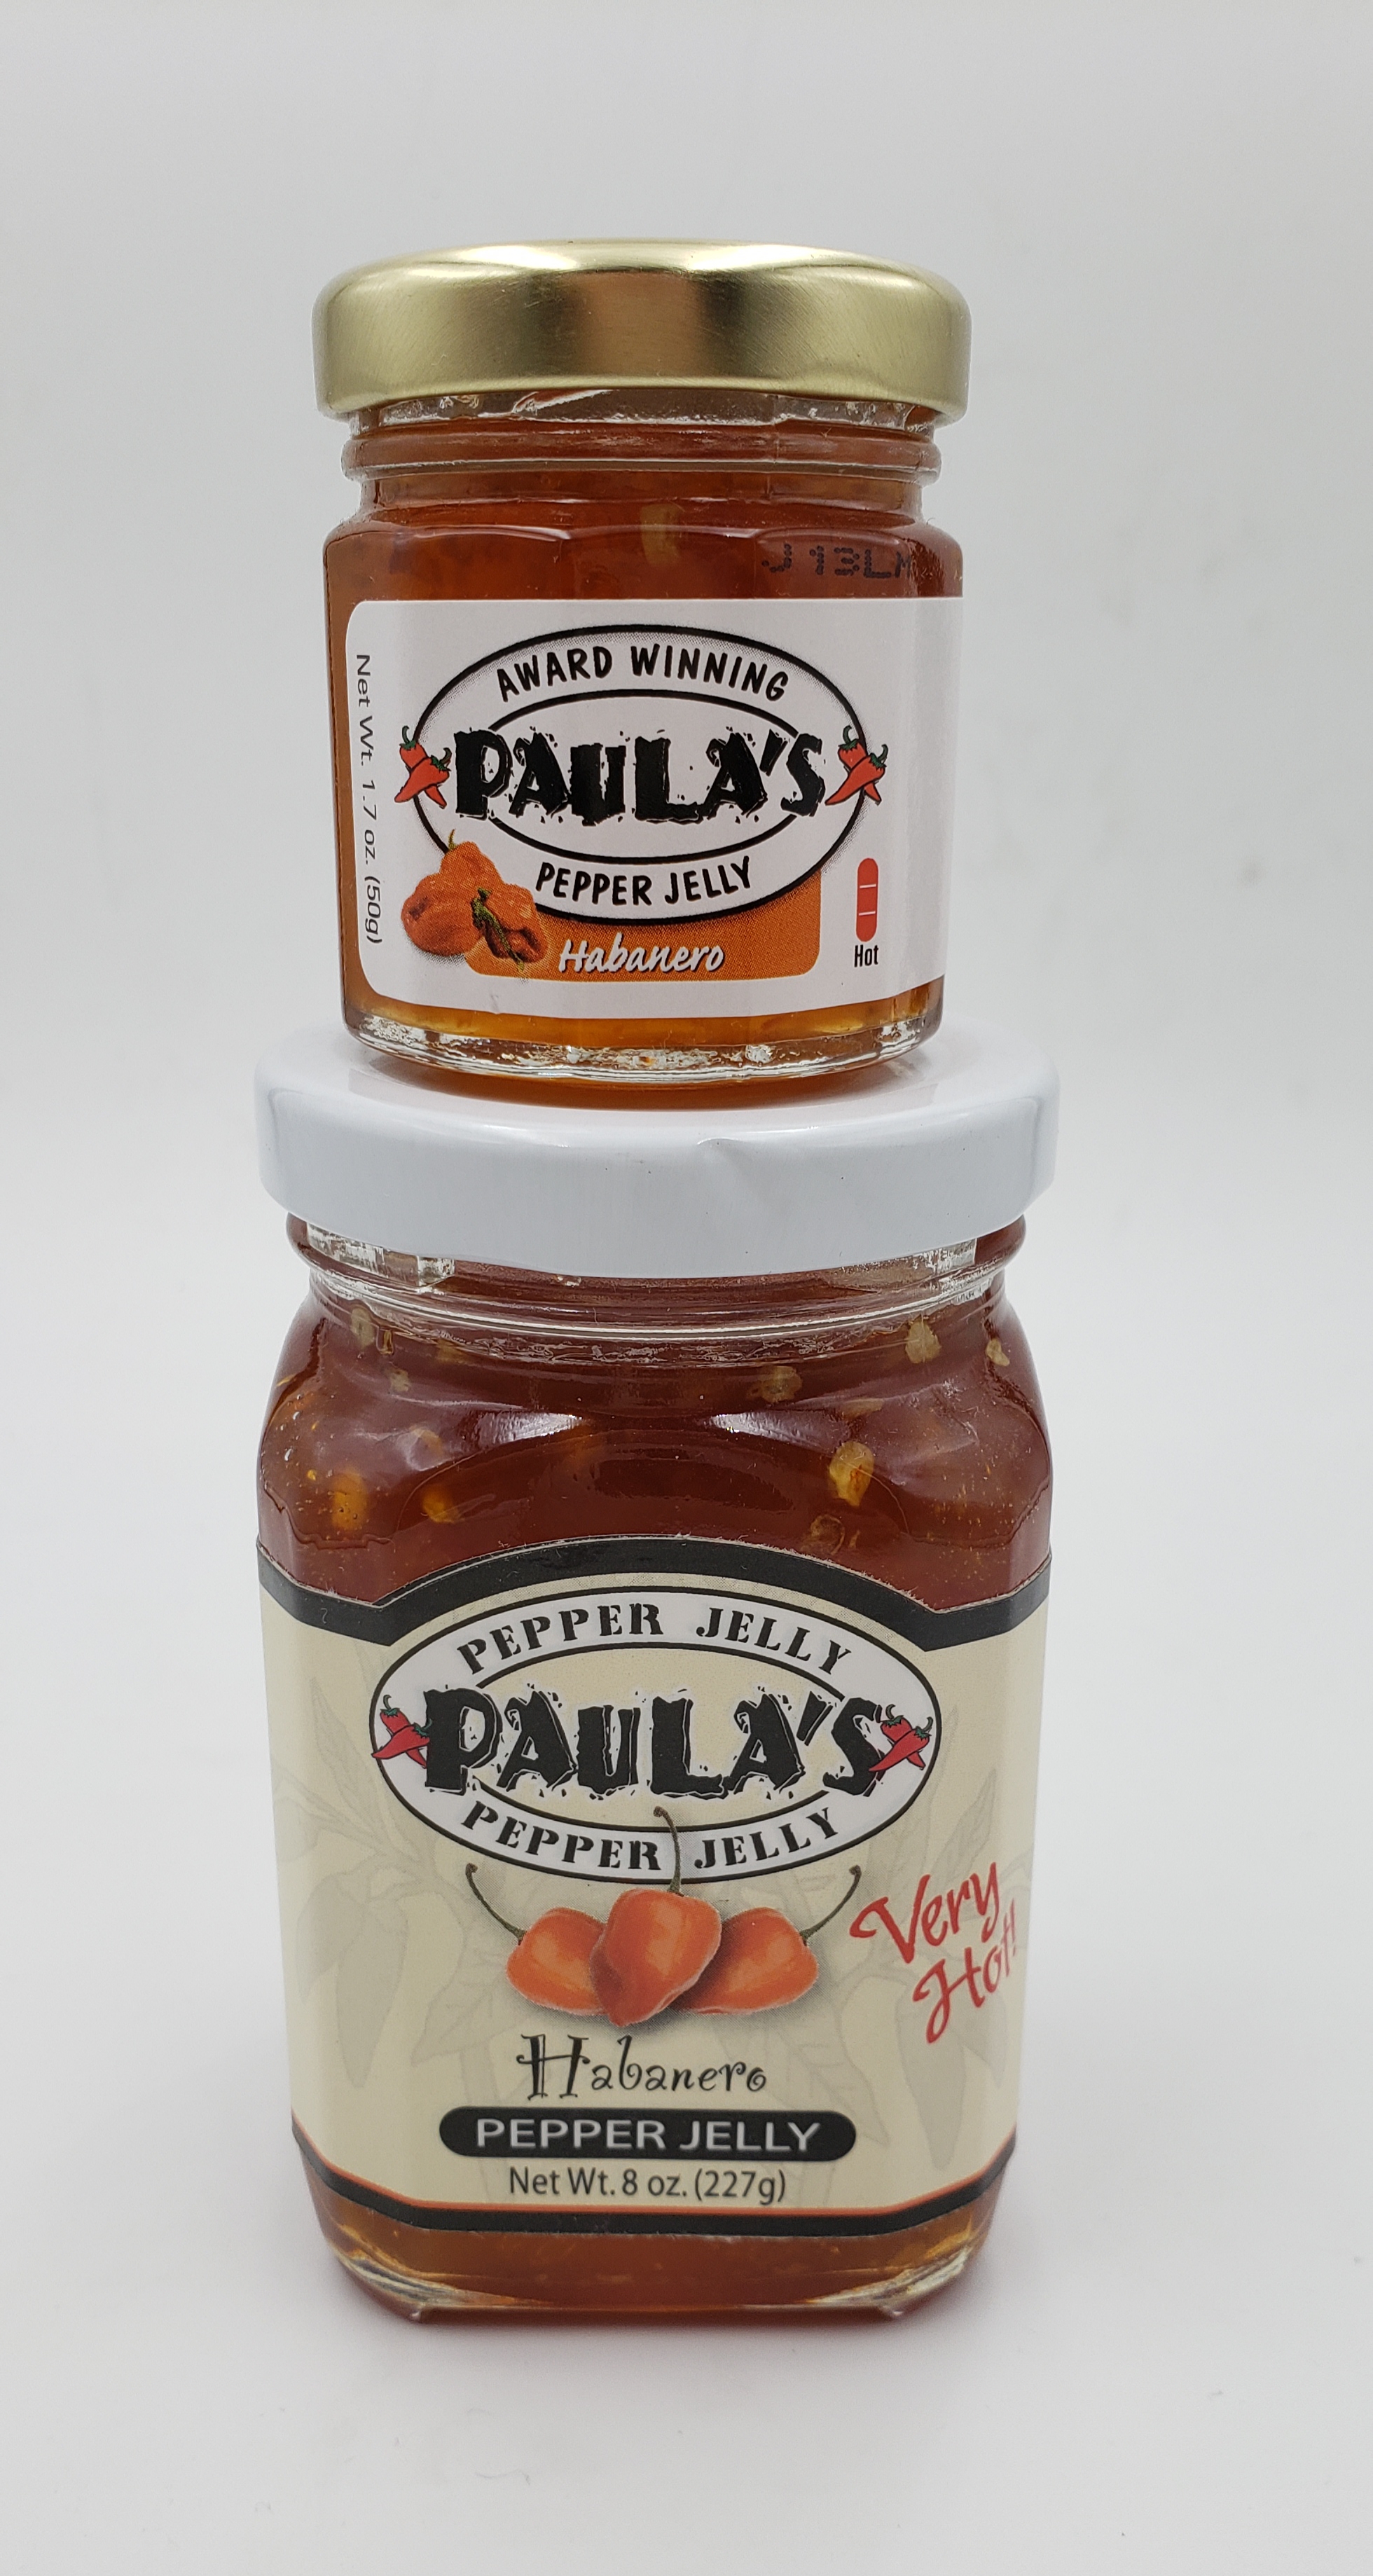 AWARD WINNING
PAULA'S
PEPPER JELLY
Habanero
Hot
Net Wt. 1.7 oz. (50g)
PEPPER JELLY
PAULA'S
PEPPER JELLY
Very
Hot!
Habanero
PEPPER JELLY
Net Wt. 8 oz. (227g)